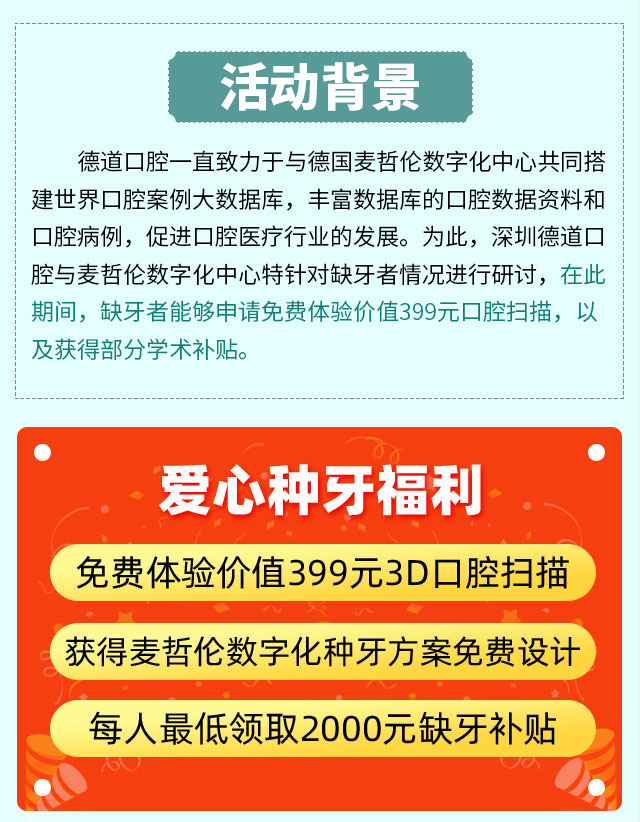 活动背景
德道口腔一直致力于与德国麦哲伦数字化中心共同搭
建世界口腔案例大数据库，丰富数据库的口腔数据资料和
口腔病例，促进口腔医疗行业的发展。为此，深圳德道口
腔与麦哲伦数字化中心特针对缺牙者情况进行研讨，在此
期间，缺牙者能够申请免费体验价值399元口腔扫描，以
及获得部分学术补贴。
爱心种牙福利
免费体验价值399元3D口腔扫描
获得麦哲伦数字化种牙方案免费设计
每人最低领取2000元缺牙补贴